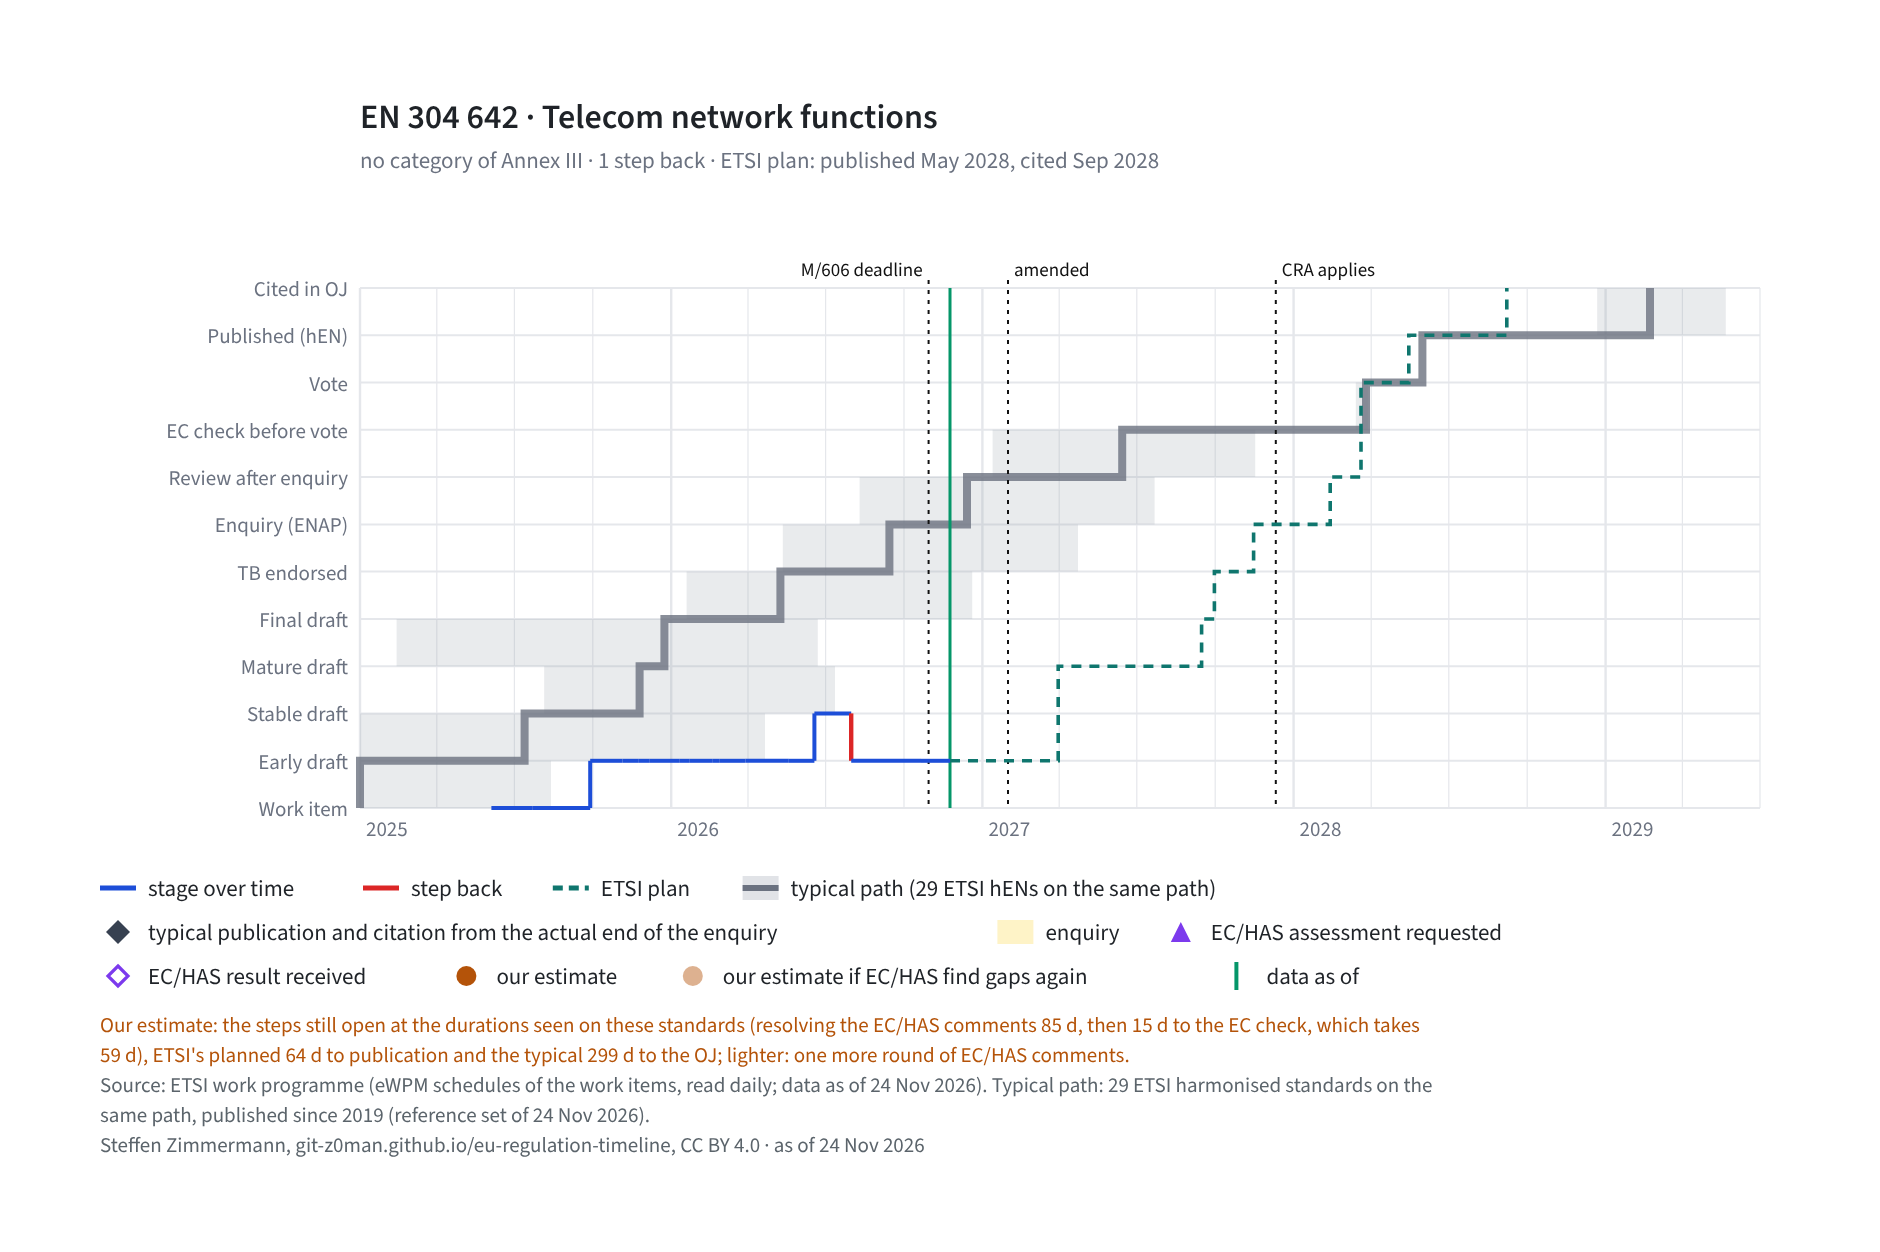 EN 304 642 · Telecom network functions
no category of Annex III · 1 step back · ETSI plan: published May 2028, cited Sep 2028
M/606 deadline
amended
CRA applies
Cited in OJ
Published (hEN)
Vote
EC check before vote
Review after enquiry
Enquiry (ENAP)
TB endorsed
Final draft
Mature draft
Stable draft
Early draft
Work item
2025 2026 2027 2028 2029
stage over time step back ETSI plan typical path (29 ETSI hENs on the same path)
typical publication and citation from the actual end of the enquiry enquiry EC/HAS assessment requested
EC/HAS result received our estimate our estimate if EC/HAS find gaps again data as of
Our estimate: the steps still open at the durations seen on these standards (resolving the EC/HAS comments 85 d, then 15 d to the EC check, which takes
59 d), ETSI's planned 64 d to publication and the typical 299 d to the OJ; lighter: one more round of EC/HAS comments.
Source: ETSI work programme (eWPM schedules of the work items, read daily; data as of 24 Nov 2026). Typical path: 29 ETSI harmonised standards on the
same path, published since 2019 (reference set of 24 Nov 2026).
Steffen Zimmermann, git-z0man.github.io/eu-regulation-timeline, CC BY 4.0 · as of 24 Nov 2026